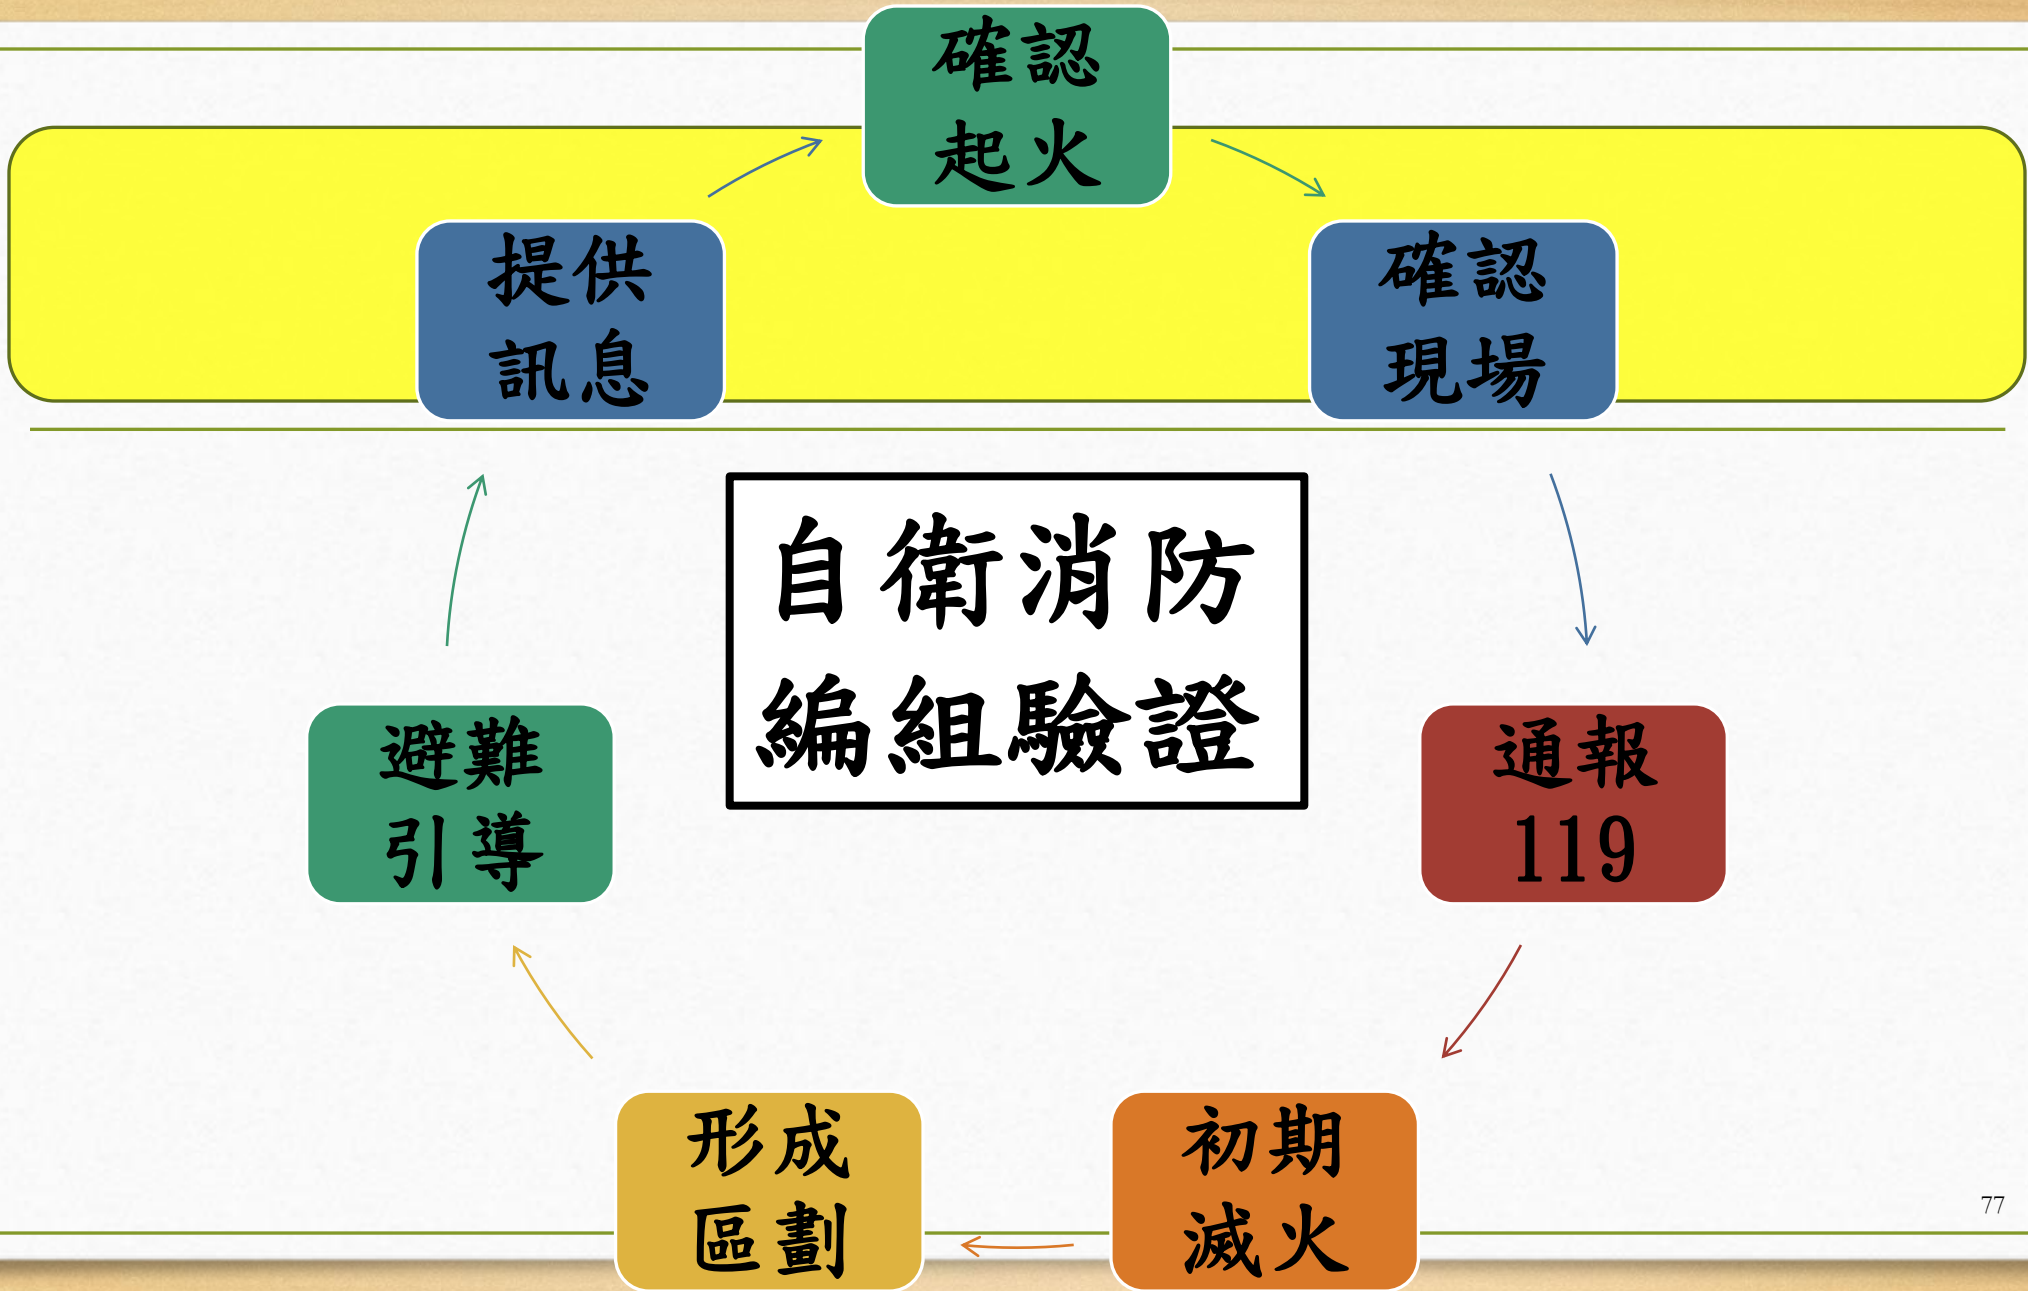 確認
起火
確認
現場
通報
119
初期
滅火
形成
區劃
避難
引導
提供
訊息
自衛消防
編組驗證
77